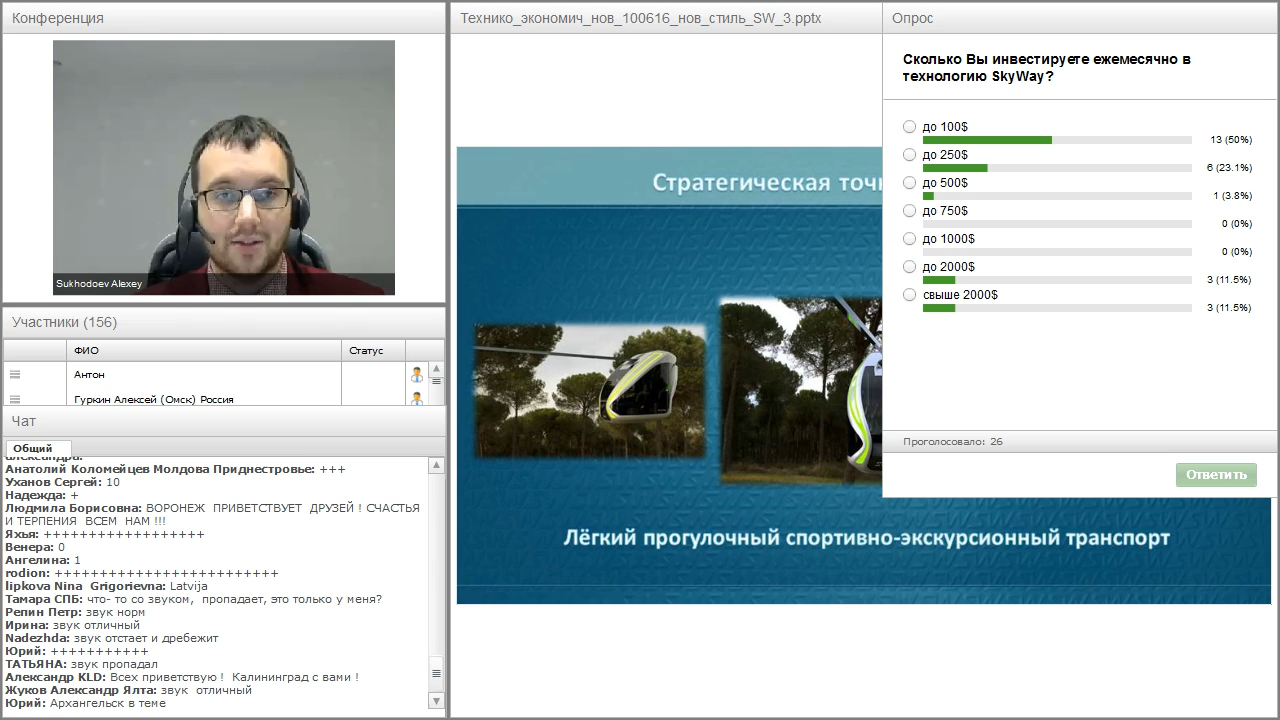 Конференция
Sukhodoev Alexey
Участники (156)
ФИО
Статус
Антон
Гуркин Алексей (Омск) Россия
Чат
Общий
Анатолий Коломейцев Молдова Приднестровье: +++
Уханов Сергей: 10
Надежда: +
Людмила Борисовна: ВОРОНЕЖ ПРИВЕТСТВУЕТ ДРУЗЕЙ ! СЧАСТЬЯ
И ТЕРПЕНИЯ ВСЕМ НАМ !!!
Яхья: ++++++++++++++++++
Венера: 0
Ангелина: 1
rodion: +++++++++++++++++++++++++
lipkova Nina Grigorievna: Latvija
Тамара СПБ: что- то со звуком, пропадает, это только у меня?
Репин Петр: звук норм
Ирина: звук отличный
Nadezhda: звук отстает и дребежит
Юрий: +++++++++++
ТАТЬЯНА: звук пропадал
Александр KLD: Всех приветствую ! Калининград с вами !
Жуков Александр Ялта: звук отличный
Юрий: Архангельск в теме
Технико_экономич_нов_100616_нов_стиль_SW_3.pptx
Стратегическая
Лёгкий прогулочный спортивно-экскурсионный транспорт
Опрос
Сколько Вы инвестируете ежемесячно в
технологию SkyWay?
до 100$
13 (50%)
до 250$
6 (23.1%)
до 500$
1 (3.8%)
до 750$
0 (0%)
до 1000$
0 (0%)
до 2000$
3 (11.5%)
свыше 2000$
3 (11.5%)
Проголосовало: 26
Ответить